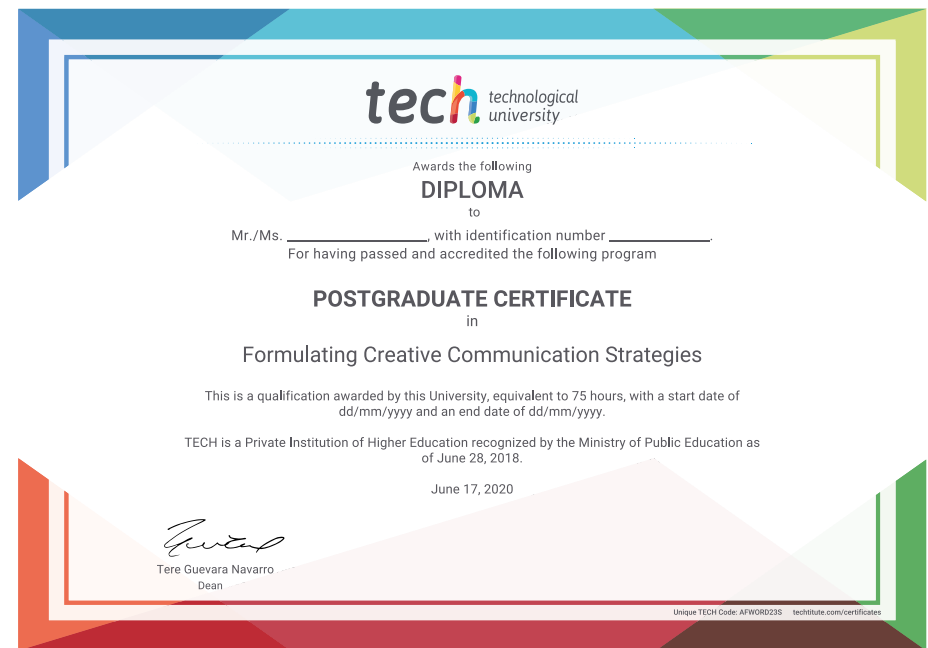 tech technological
university
Awards the following
DIPLOMA
to
Mr./Ms. ____________, with identification number ____________.
For having passed and accredited the following program
POSTGRADUATE CERTIFICATE
in
Formulating Creative Communication Strategies
This is a qualification awarded by this University, equivalent to 75 hours, with a start date of
dd/mm/yyyy and an end date of dd/mm/yyyy.
TECH is a Private Institution of Higher Education recognized by the Ministry of Public Education as
of June 28, 2018.
June 17, 2020
Tere Guevara Navarro
Dean
Unique TECH Code: AFWORD23S techtitute.com/certificates